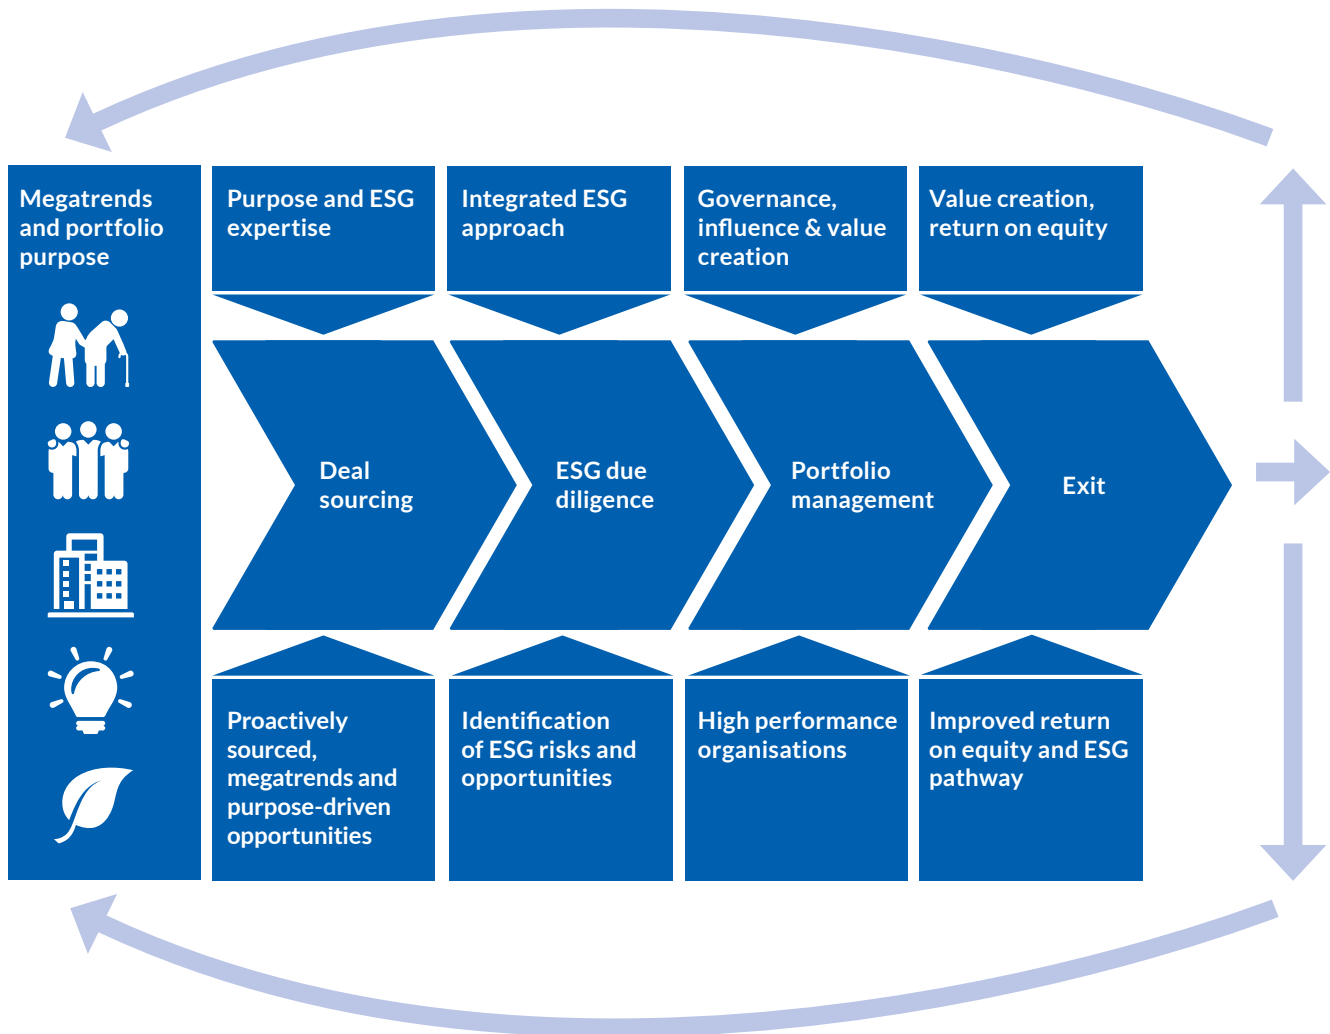 Megatrends
and portfolio
purpose
Purpose and ESG
expertise
Integrated ESG
approach
Governance,
influence & value
creation
Value creation,
return on equity
Deal
sourcing
ESG due
diligence
Portfolio
management
Exit
Proactively
sourced,
megatrends and
purpose-driven
opportunities
Identification
of ESG risks and
opportunities
High performance
organisations
Improved return
on equity and ESG
pathway